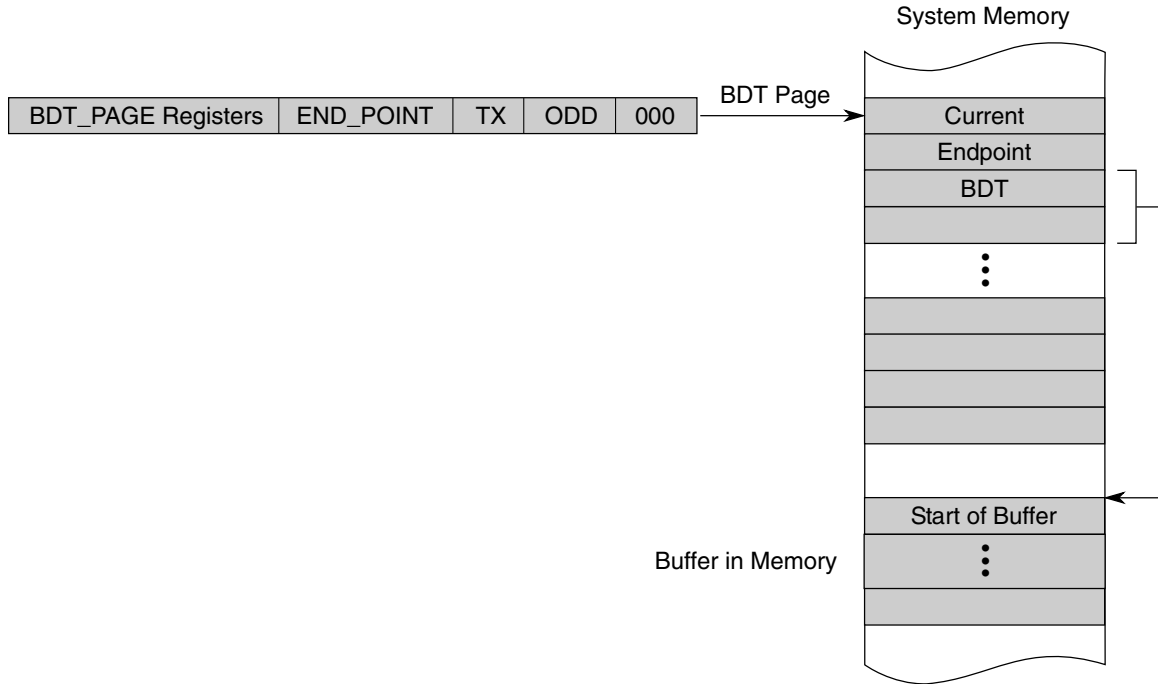 System Memory
BDT_PAGE Registers END_POINT TX ODD 000
BDT Page
Current
Endpoint
BDT
Start of Buffer
Buffer in Memory